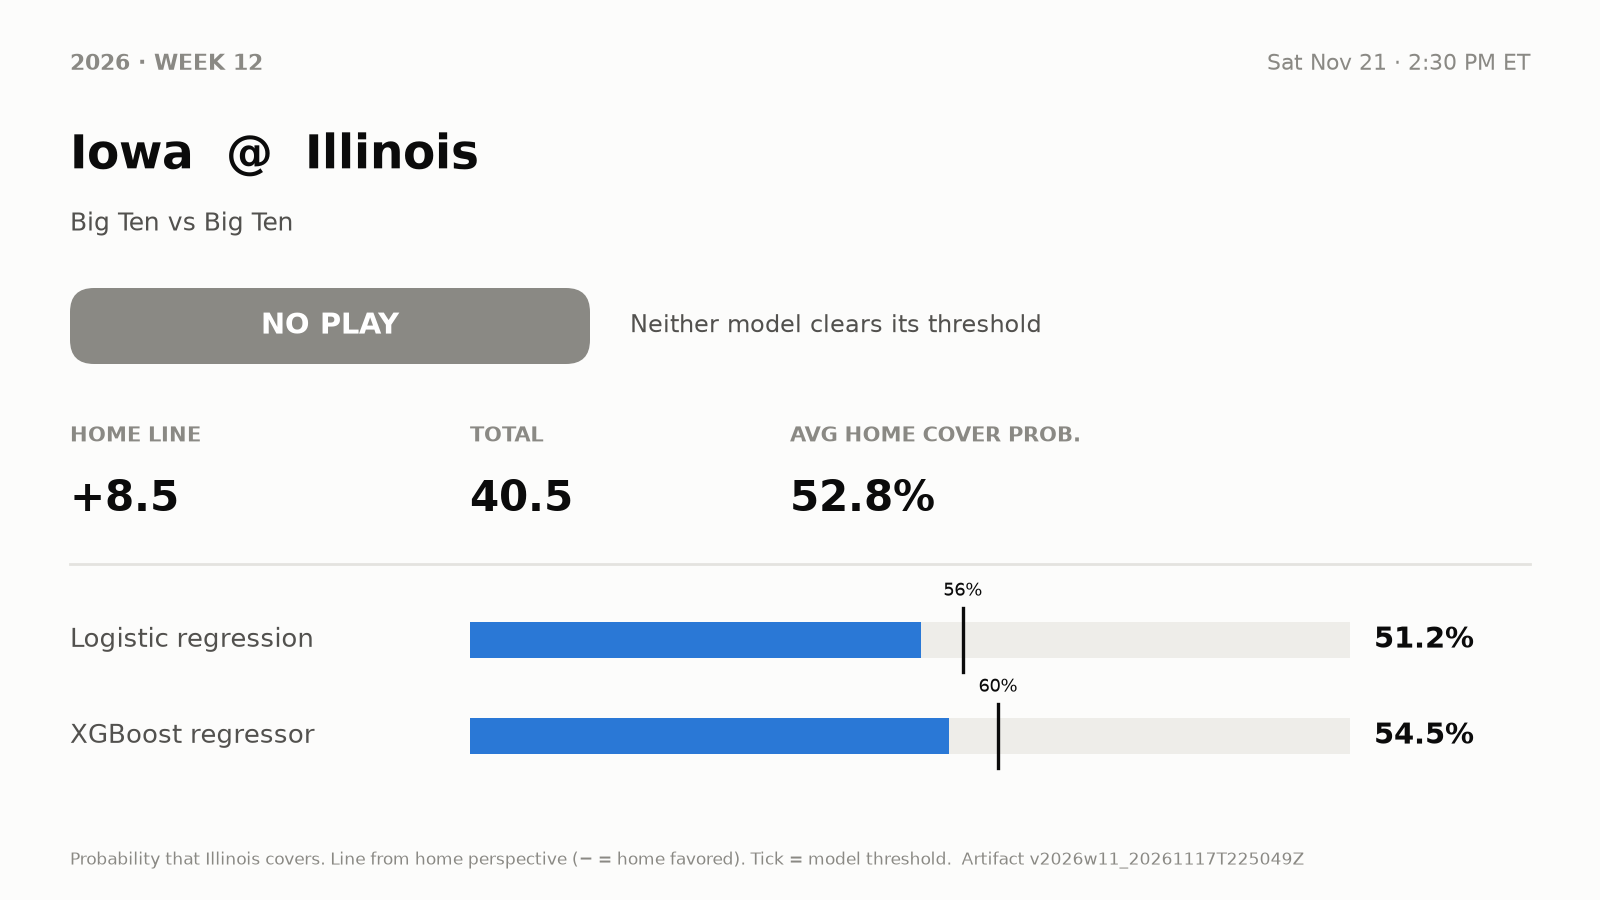 2026 · WEEK 12
Sat Nov 21 · 2:30 PM ET
Iowa @ Illinois
Big Ten vs Big Ten
NO PLAY
Neither model clears its threshold
HOME LINE
TOTAL
AVG HOME COVER PROB.
+8.5
40.5
52.8%
56%
Logistic regression
51.2%
60%
XGBoost regressor
54.5%
Probability that Illinois covers. Line from home perspective (− = home favored). Tick = model threshold. Artifact v2026w11_20261117T225049Z